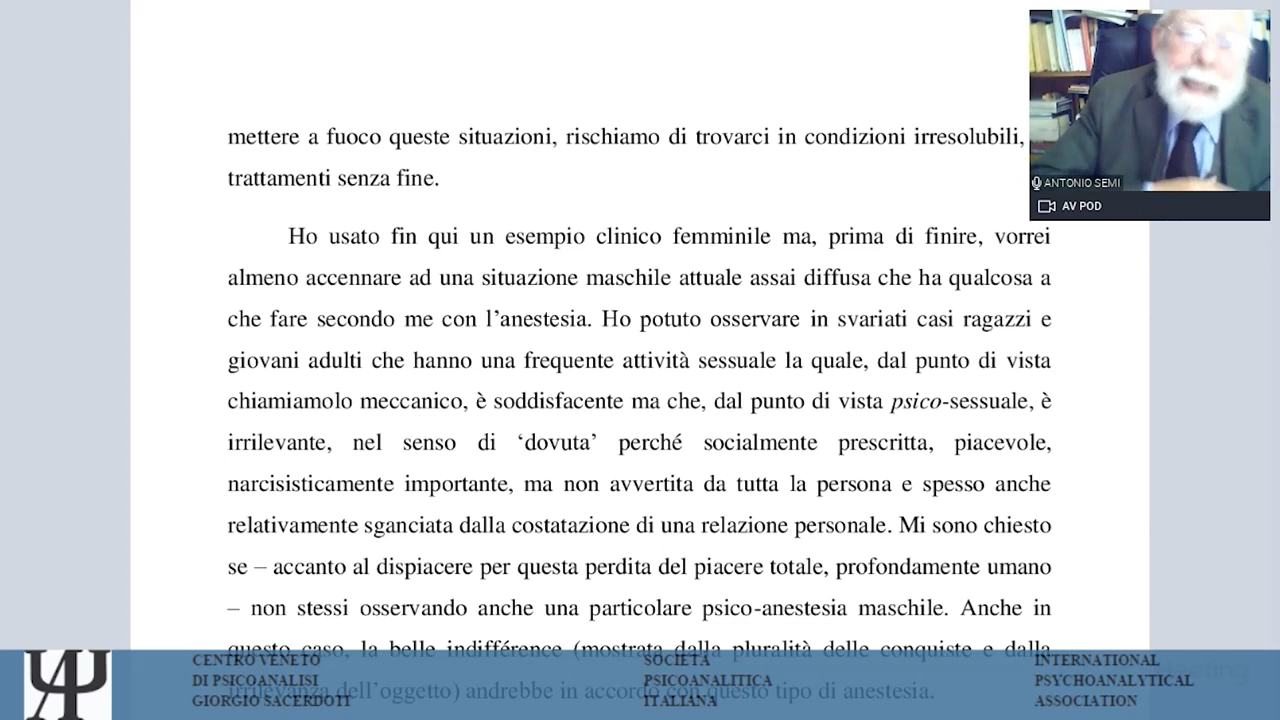 mettere a fuoco queste situazioni, rischiamo di trovarci in condizioni irresolubili,
trattamenti senza fine.
Ho usato fin qui un esempio clinico femminile ma, prima di finire, vorrei
almeno accennare ad una situazione maschile attuale assai diffusa che ha qualcosa a
che fare secondo me con l’anestesia. Ho potuto osservare in svariati casi ragazzi e
giovani adulti che hanno una frequente attività sessuale la quale, dal punto di vista
chiamiamolo meccanico, è soddisfacente ma che, dal punto di vista psico-sessuale, è
irrilevante, nel senso di ‘dovuta’ perché socialmente prescritta, piacevole,
narcisisticamente importante, ma non avvertita da tutta la persona e spesso anche
relativamente sganciata dalla costatazione di una relazione personale. Mi sono chiesto
se – accanto al dispiacere per questa perdita del piacere totale, profondamente umano
– non stessi osservando anche una particolare psico-anestesia maschile. Anche in
questo caso, la belle indifférence (mostrata dalla pluralità delle conquiste e dalla
irrilevanza dell’oggetto) andrebbe in accordo con questo tipo di anestesia.
ANTONIO SEMI
AV POD
CENTRO VENETO
DI PSICOANALISI
GIORGIO SACERDOTI
SOCIETÀ
PSICOANALITICA
ITALIANA
INTERNATIONAL
PSYCHOANALYTICAL
ASSOCIATION